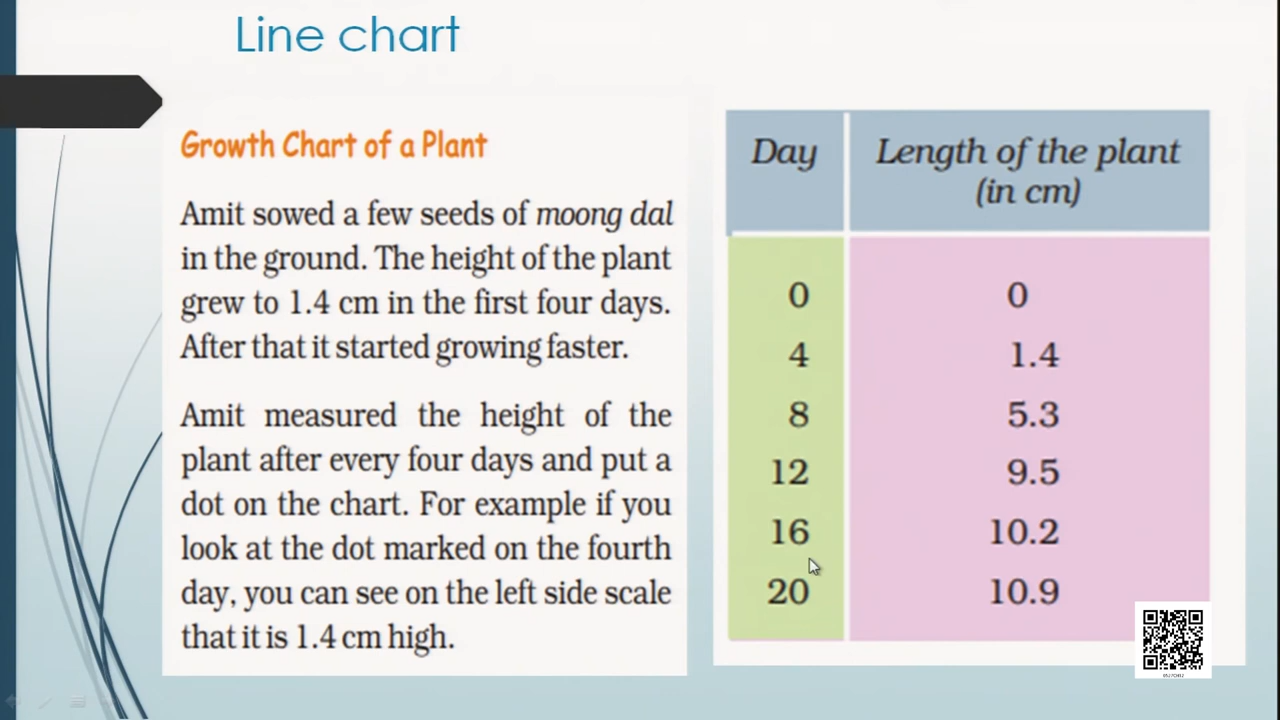 Line chart
Growth Chart of a Plant
Amit sowed a few seeds of moong dal
in the ground. The height of the plant
grew to 1.4 cm in the first four days.
After that it started growing faster.
Amit measured the height of the
plant after every four days and put a
dot on the chart. For example if you
look at the dot marked on the fourth
day, you can see on the left side scale
that it is 1.4 cm high.
Day Length of the plant
(in cm)
0 0
4 1.4
8 5.3
12 9.5
16 10.2
20 10.9